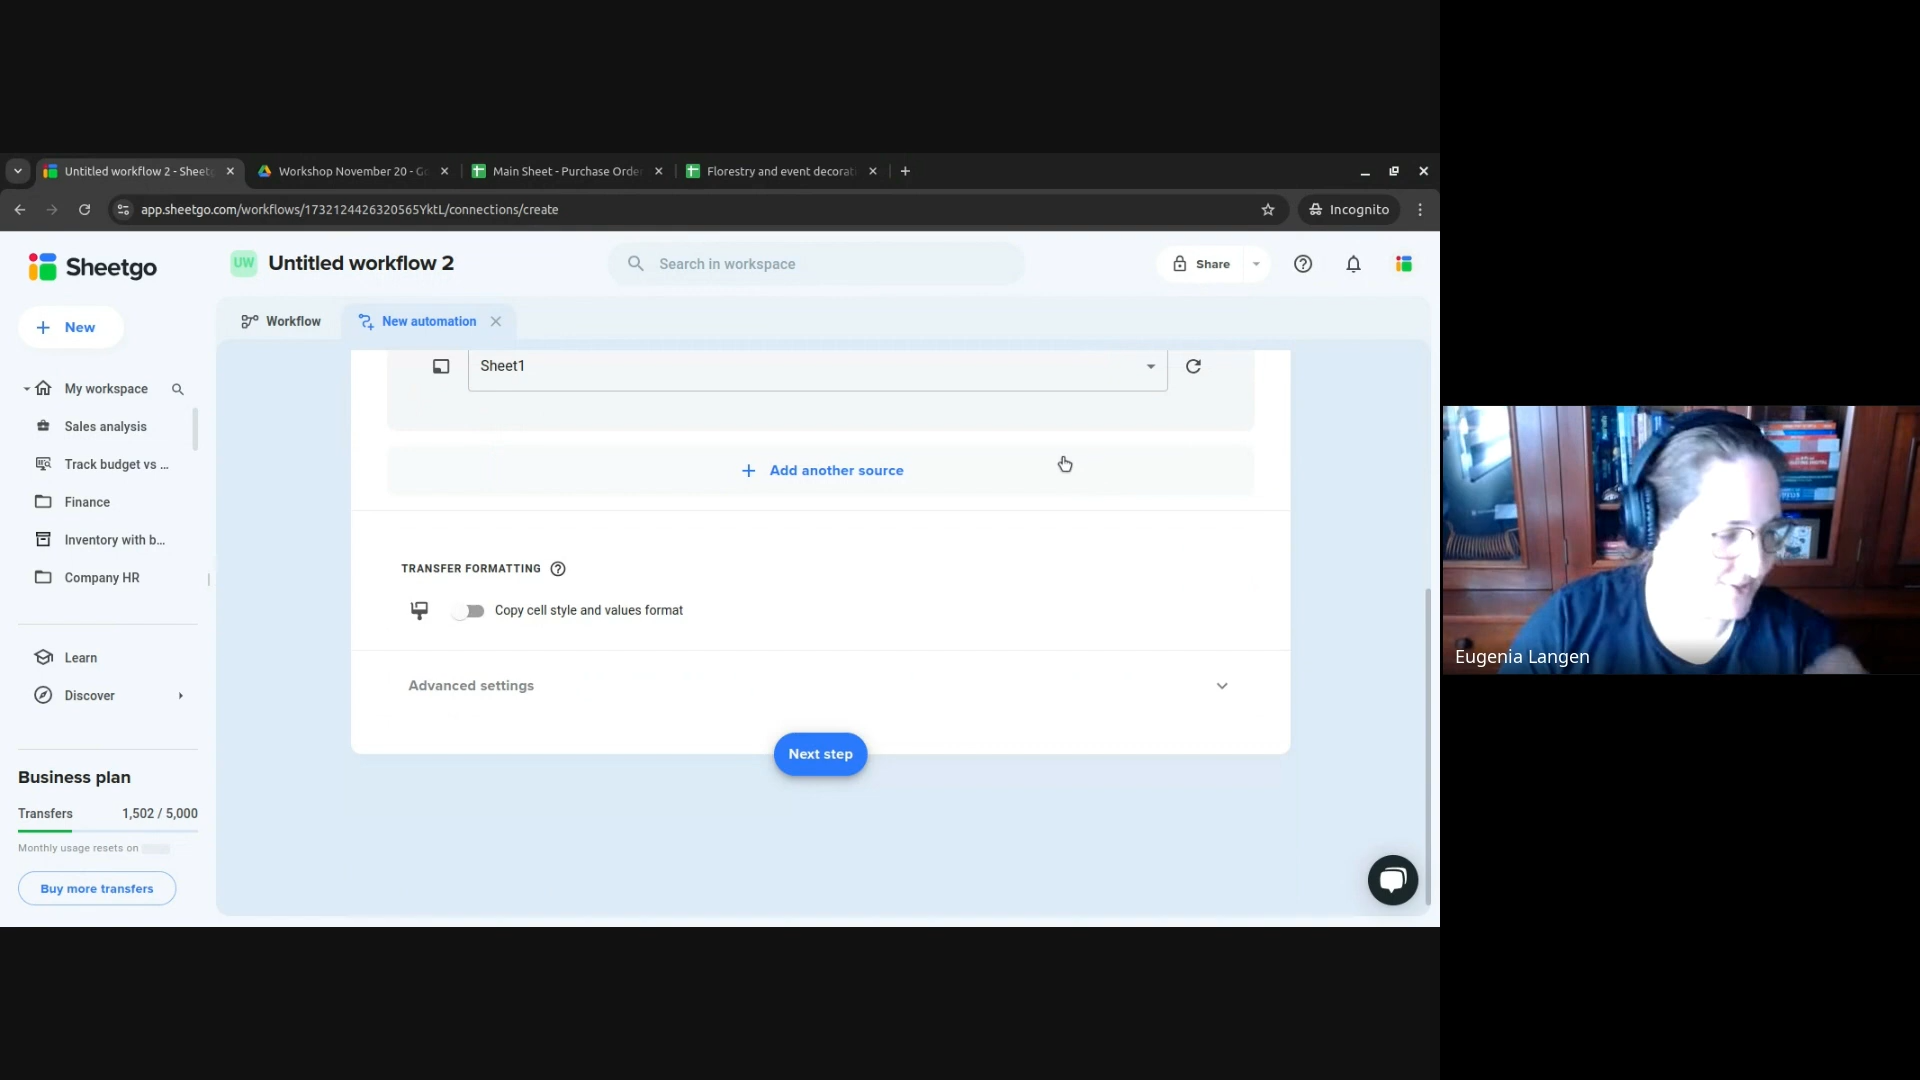 Untitled workflow 2 - Sheetg
Workshop November 20 - Go
Main Sheet - Purchase Order
Florestry and event decorati
app.sheetgo.com/workflows/1732124426320565YktL/connections/create
Incognito
Sheetgo
UW
Untitled workflow 2
Search in workspace
Share
New
Workflow
New automation
My workspace
Sales analysis
Track budget vs ...
Finance
Inventory with b...
Company HR
Learn
Discover
Business plan
Transfers 1,502 / 5,000
Monthly usage resets on
Buy more transfers
Sheet1
Add another source
TRANSFER FORMATTING
Copy cell style and values format
Advanced settings
Next step
Eugenia Langen